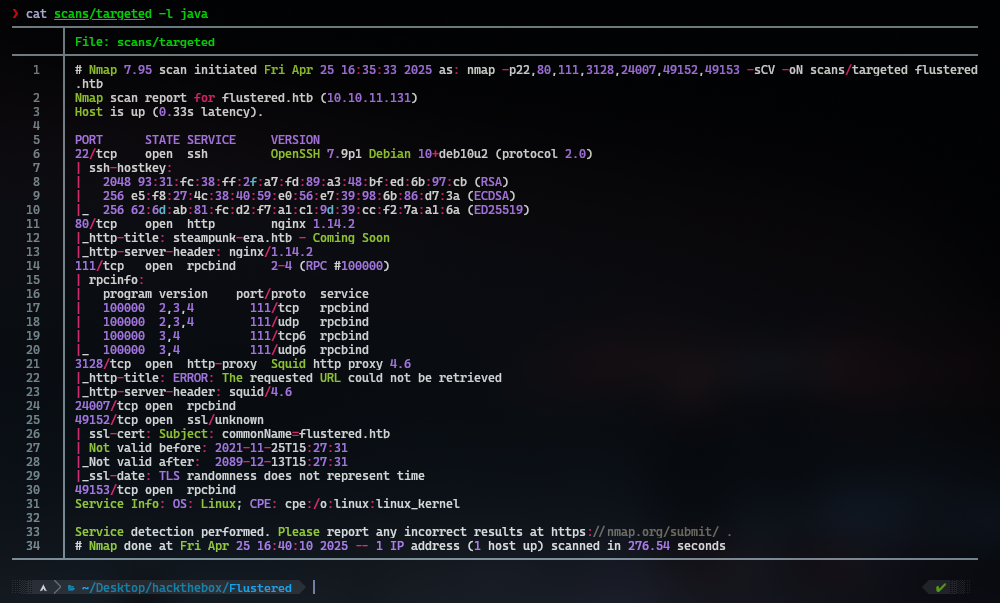 ❯ cat scans/targeted -l java
File: scans/targeted
1 # Nmap 7.95 scan initiated Fri Apr 25 16:35:33 2025 as: nmap -p22,80,111,3128,24007,49152,49153 -sCV -oN scans/targeted flustered
.htb
2 Nmap scan report for flustered.htb (10.10.11.131)
3 Host is up (0.33s latency).
4
5 PORT      STATE SERVICE     VERSION
6 22/tcp    open  ssh         OpenSSH 7.9p1 Debian 10+deb10u2 (protocol 2.0)
7 | ssh-hostkey:
8 |   2048 93:31:fc:38:ff:2f:a7:fd:89:a3:48:bf:ed:6b:97:cb (RSA)
9 |   256 e5:f8:27:4c:38:40:59:e0:56:e7:39:98:6b:86:d7:3a (ECDSA)
10 |_  256 62:6d:ab:81:fc:d2:f7:a1:c1:9d:39:cc:f2:7a:a1:6a (ED25519)
11 80/tcp    open  http        nginx 1.14.2
12 |_http-title: steampunk-era.htb - Coming Soon
13 |_http-server-header: nginx/1.14.2
14 111/tcp   open  rpcbind     2-4 (RPC #100000)
15 | rpcinfo:
16 |   program version    port/proto  service
17 |   100000  2,3,4        111/tcp   rpcbind
18 |   100000  2,3,4        111/udp   rpcbind
19 |   100000  3,4          111/tcp6  rpcbind
20 |_  100000  3,4          111/udp6  rpcbind
21 3128/tcp  open  http-proxy  Squid http proxy 4.6
22 |_http-title: ERROR: The requested URL could not be retrieved
23 |_http-server-header: squid/4.6
24 24007/tcp open  rpcbind
25 49152/tcp open  ssl/unknown
26 | ssl-cert: Subject: commonName=flustered.htb
27 | Not valid before: 2021-11-25T15:27:31
28 |_Not valid after:  2089-12-13T15:27:31
29 |_ssl-date: TLS randomness does not represent time
30 49153/tcp open  rpcbind
31 Service Info: OS: Linux; CPE: cpe:/o:linux:linux_kernel
32
33 Service detection performed. Please report any incorrect results at https://nmap.org/submit/ .
34 # Nmap done at Fri Apr 25 16:40:10 2025 -- 1 IP address (1 host up) scanned in 276.54 seconds
~/Desktop/hackthebox/Flustered ✔